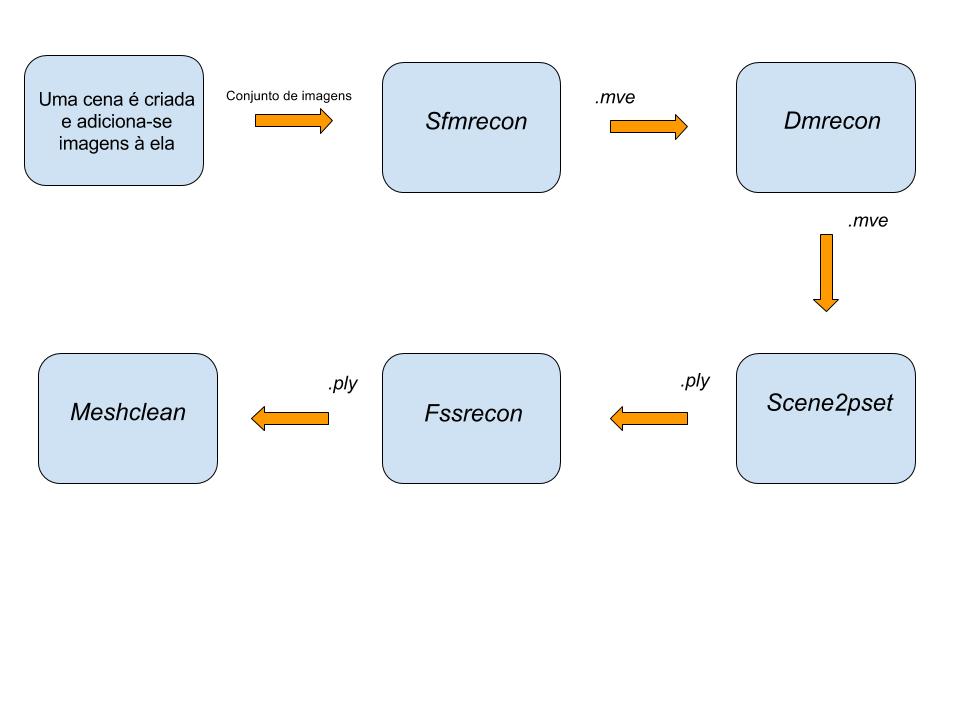 Uma cena é criada
e adiciona-se
imagens à ela
Conjunto de imagens
Sfmrecon
.mve
Dmrecon
.mve
Scene2pset
.ply
Fssrecon
.ply
Meshclean